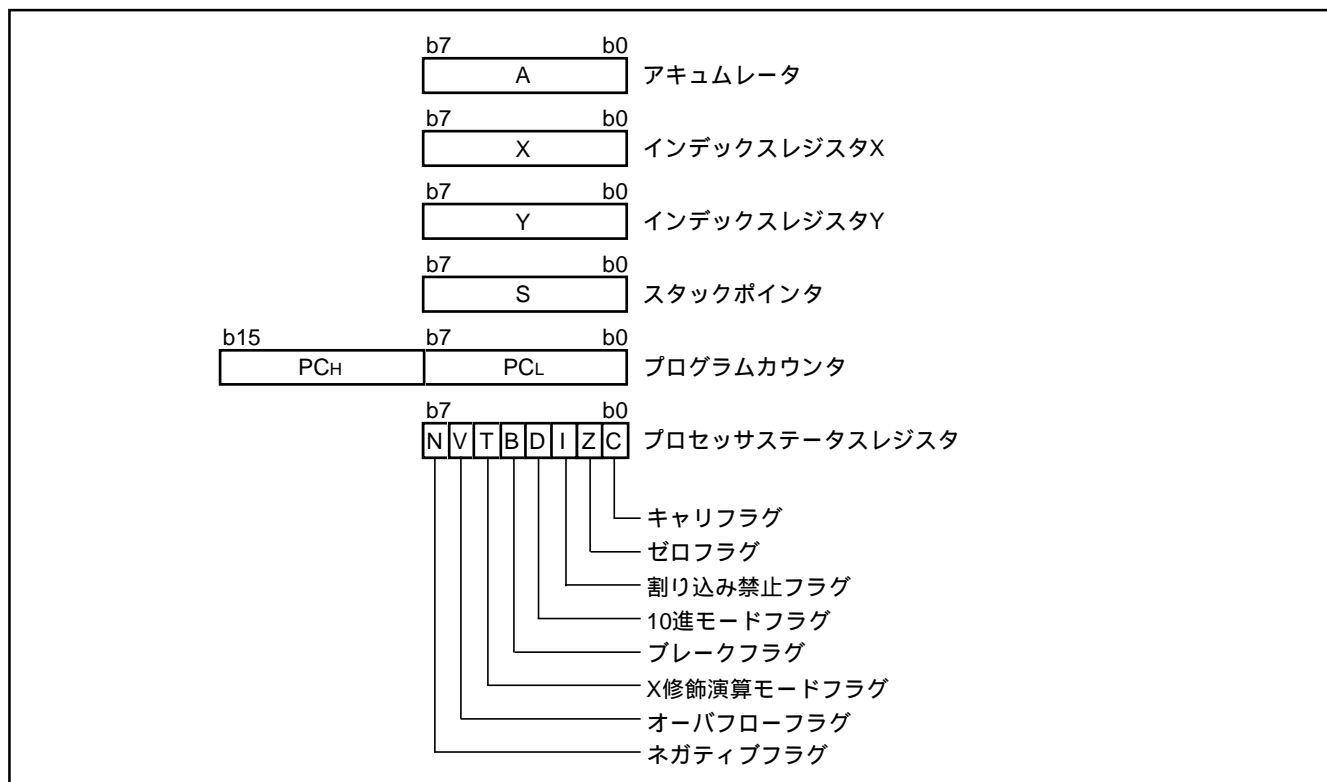 b7 b0
A アキュムレータ
b7 b0
X インデックスレジスタX
b7 b0
Y インデックスレジスタY
b7 b0
S スタックポインタ
b15 b7 b0
PCH PCL プログラムカウンタ
b7 b0
N V T B D I Z C プロセッサステータスレジスタ
キャリフラグ
ゼロフラグ
割り込み禁止フラグ
10進モードフラグ
ブレークフラグ
X修飾演算モードフラグ
オーバフローフラグ
ネガティブフラグ